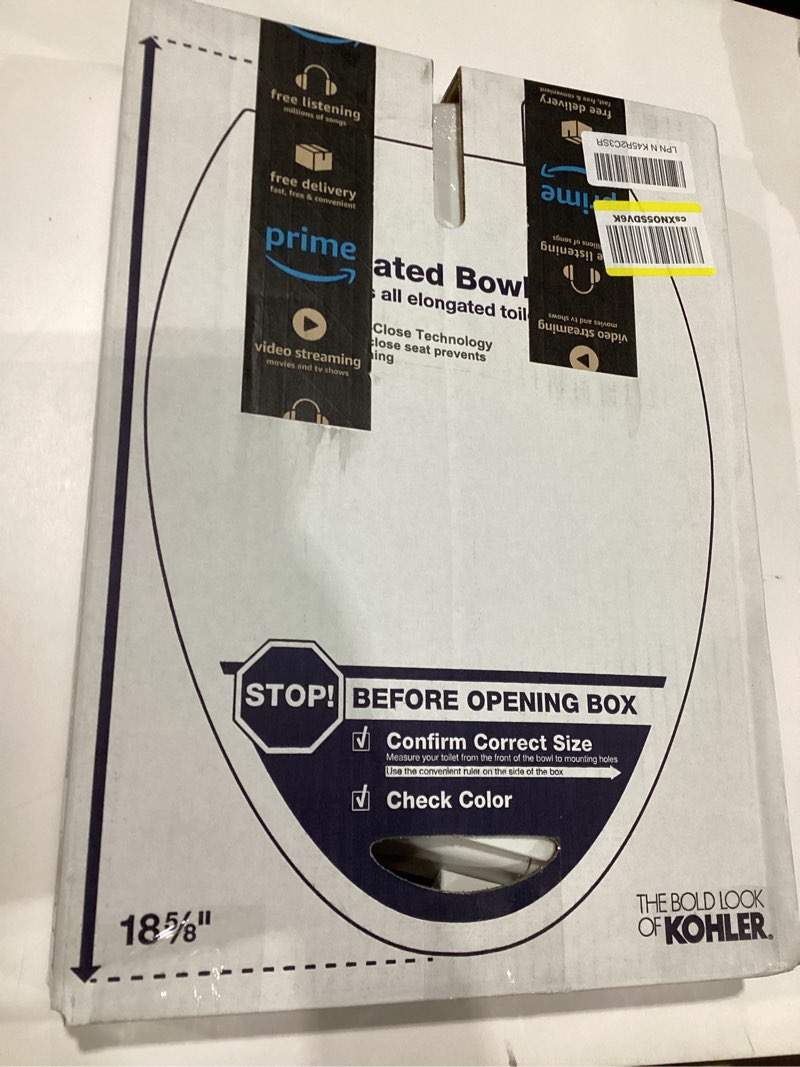 free listening
millions of songs
free delivery
fast, free & convenient
prime
video streaming
movies and tv shows
free delivery
fast, free & convenient
prime
listening
songs
video streaming
movies and tv shows
LPN N K45R2C3SR
csXNO5SDV6K
ated Bowl
all elongated toil
-Close Technology
close seat prevents
ing
STOP! BEFORE OPENING BOX
Confirm Correct Size
Measure your toilet from the front of the bowl to mounting holes
Use the convenient ruler on the side of the box
Check Color
18 5/8"
THE BOLD LOOK
OF KOHLER®